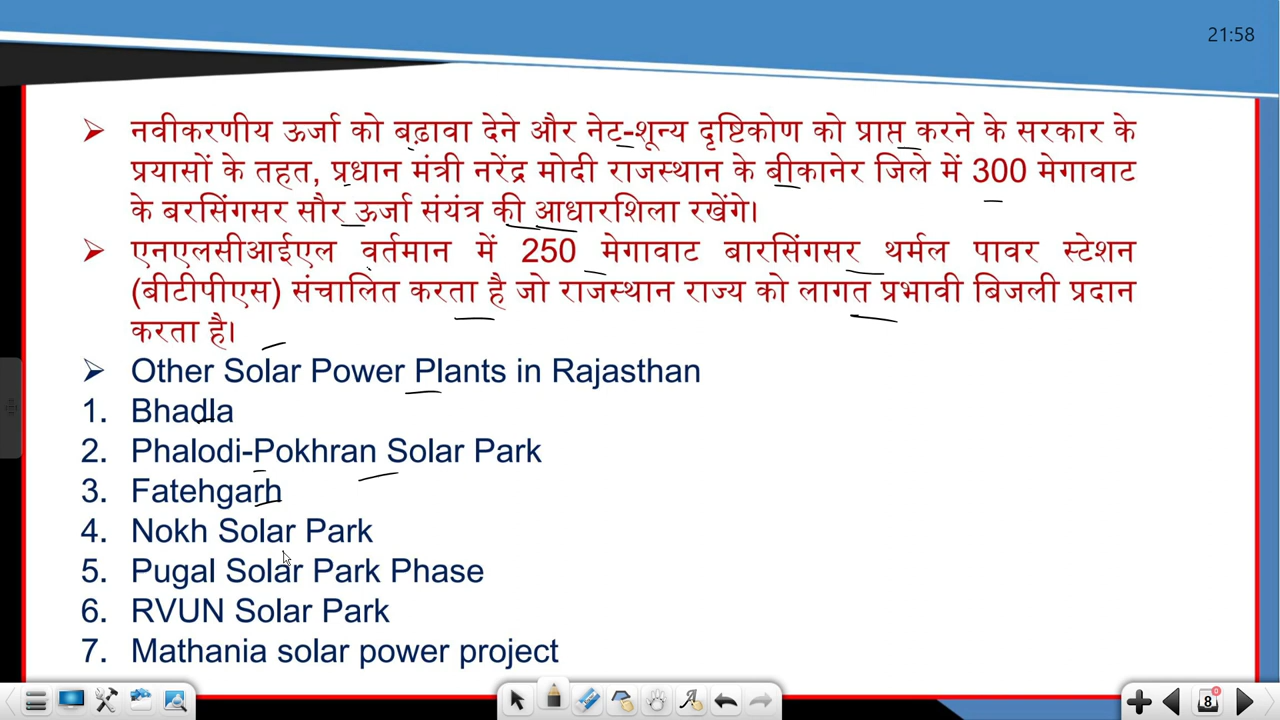 21:58
➢ नवीकरणीय ऊर्जा को बढ़ावा देने और नेट-शून्य दृष्टिकोण को प्राप्त करने के सरकार के
प्रयासों के तहत, प्रधान मंत्री नरेंद्र मोदी राजस्थान के बीकानेर जिले में 300 मेगावाट
के बरसिंगसर सौर ऊर्जा संयंत्र की आधारशिला रखेंगे।
➢ एनएलसीआईएल वर्तमान में 250 मेगावाट बारसिंगसर थर्मल पावर स्टेशन
(बीटीपीएस) संचालित करता है जो राजस्थान राज्य को लागत प्रभावी बिजली प्रदान
करता है।
➢ Other Solar Power Plants in Rajasthan
1. Bhadla
2. Phalodi-Pokhran Solar Park
3. Fatehgarh
4. Nokh Solar Park
5. Pugal Solar Park Phase
6. RVUN Solar Park
7. Mathania solar power project
8